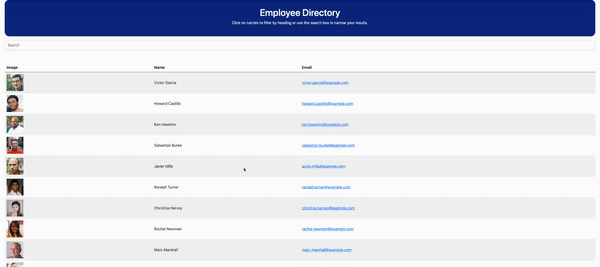 Employee Directory
Click on carrots to filter by heading or use the search box to narrow your results.
Search
Image Name Email
Victor Garcia victor.garcia@example.com
Howard Castillo howard.castillo@example.com
Ken Hawkins ken.hawkins@example.com
Sebastian Burke sebastian.burke@example.com
Javier Mills javier.mills@example.com
Randall Turner randall.turner@example.com
Christina Harvey christina.harvey@example.com
Rachel Newman rachel.newman@example.com
Marc Marshall marc.marshall@example.com